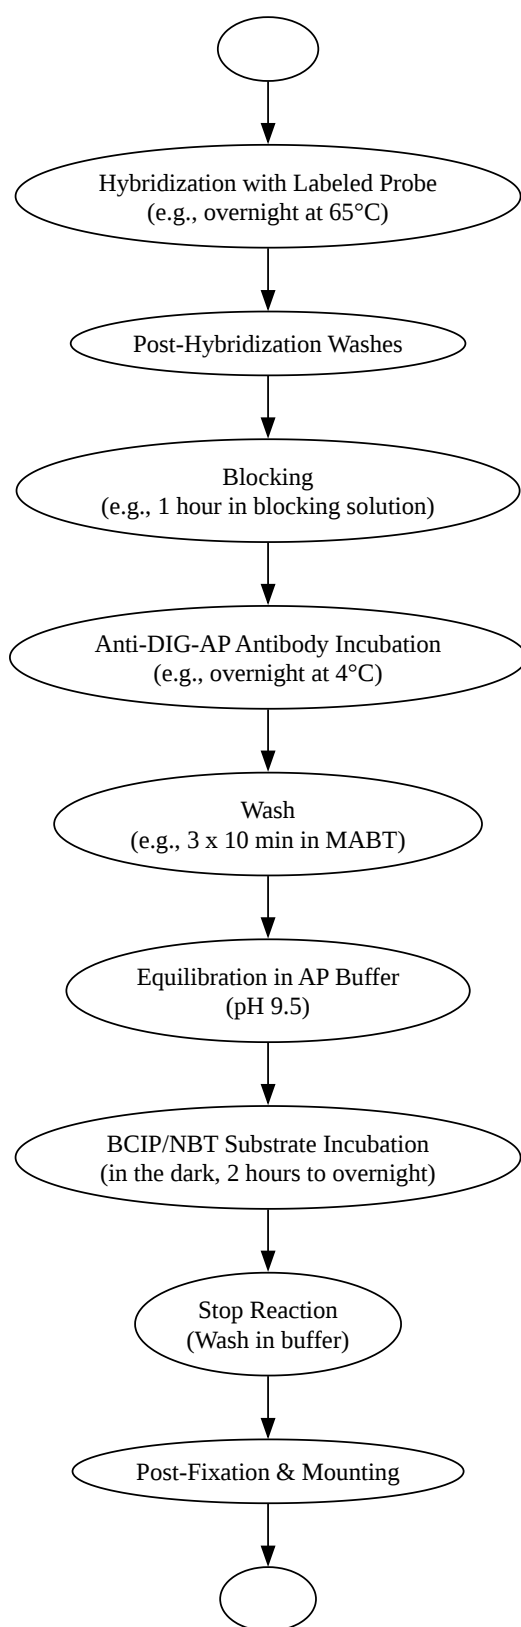 Hybridization with Labeled Probe
(e.g., overnight at 65°C)
Post-Hybridization Washes
Blocking
(e.g., 1 hour in blocking solution)
Anti-DIG-AP Antibody Incubation
(e.g., overnight at 4°C)
Wash
(e.g., 3 x 10 min in MABT)
Equilibration in AP Buffer
(pH 9.5)
BCIP/NBT Substrate Incubation
(in the dark, 2 hours to overnight)
Stop Reaction
(Wash in buffer)
Post-Fixation & Mounting